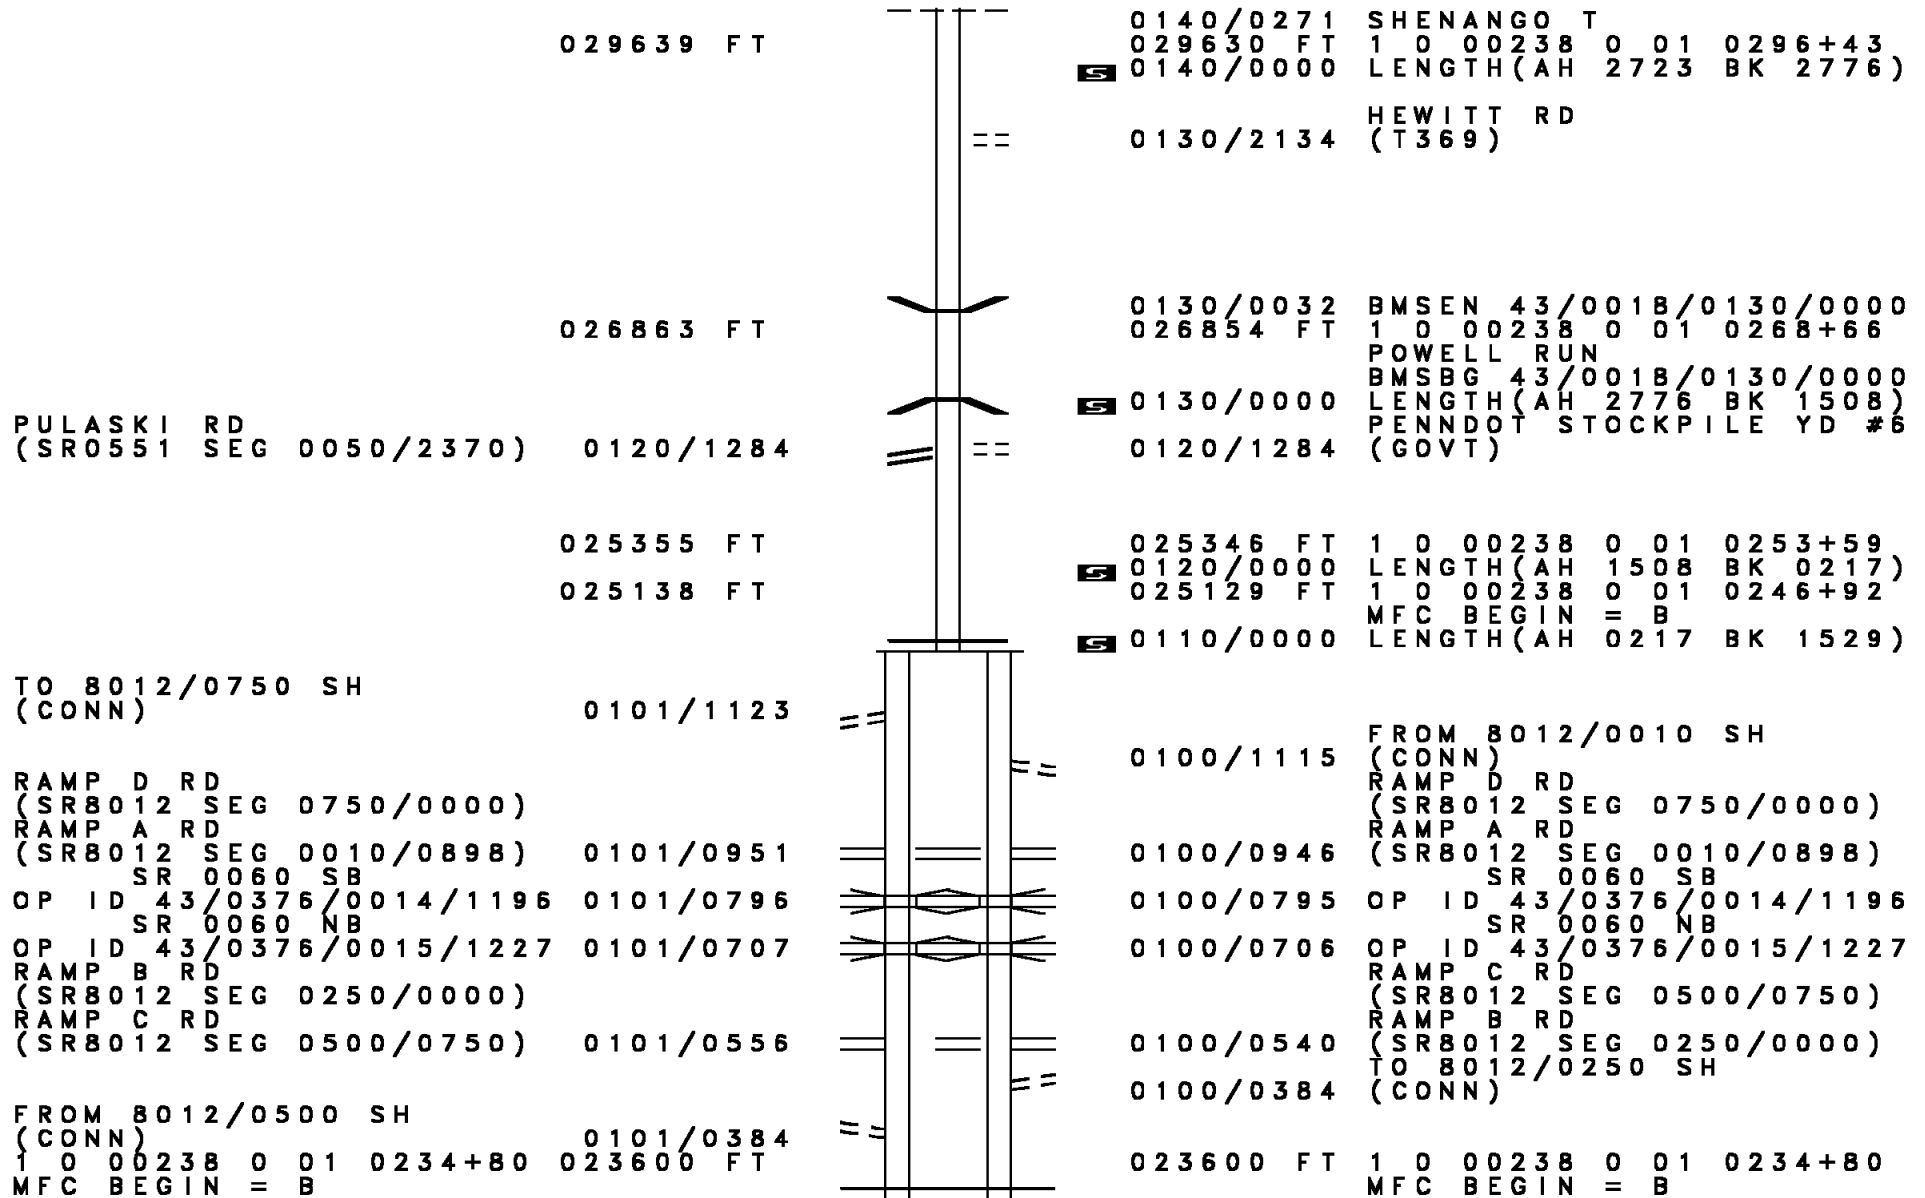 0140/0271 SHENANGO T
029639 FT 029630 FT 1 0 00238 0 01 0296+43
S 0140/0000 LENGTH(AH 2723 BK 2776)
HEWITT RD
0130/2134 (T369)
0130/0032 BMSEN 43/0018/0130/0000
026863 FT 026854 FT 1 0 00238 0 01 0268+66
POWELL RUN
BMSBG 43/0018/0130/0000
S 0130/0000 LENGTH(AH 2776 BK 1508)
PULASKI RD PENNDOT STOCKPILE YD #6
(SR0551 SEG 0050/2370) 0120/1284 0120/1284 (GOVT)
025355 FT 025346 FT 1 0 00238 0 01 0253+59
S 0120/0000 LENGTH(AH 1508 BK 0217)
025138 FT 025129 FT 1 0 00238 0 01 0246+92
MFC BEGIN = B
S 0110/0000 LENGTH(AH 0217 BK 1529)
TO 8012/0750 SH
(CONN) 0101/1123
FROM 8012/0010 SH
0100/1115 (CONN)
RAMP D RD RAMP D RD
(SR8012 SEG 0750/0000) (SR8012 SEG 0750/0000)
RAMP A RD RAMP A RD
(SR8012 SEG 0010/0898) 0101/0951 0100/0946 (SR8012 SEG 0010/0898)
SR 0060 SB SR 0060 SB
OP ID 43/0376/0014/1196 0101/0796 0100/0795 OP ID 43/0376/0014/1196
SR 0060 NB SR 0060 NB
OP ID 43/0376/0015/1227 0101/0707 0100/0706 OP ID 43/0376/0015/1227
RAMP B RD RAMP C RD
(SR8012 SEG 0250/0000) (SR8012 SEG 0500/0750)
RAMP C RD RAMP B RD
(SR8012 SEG 0500/0750) 0101/0556 0100/0540 (SR8012 SEG 0250/0000)
TO 8012/0250 SH
0100/0384 (CONN)
FROM 8012/0500 SH
(CONN) 0101/0384
1 0 00238 0 01 0234+80 023600 FT 023600 FT 1 0 00238 0 01 0234+80
MFC BEGIN = B MFC BEGIN = B